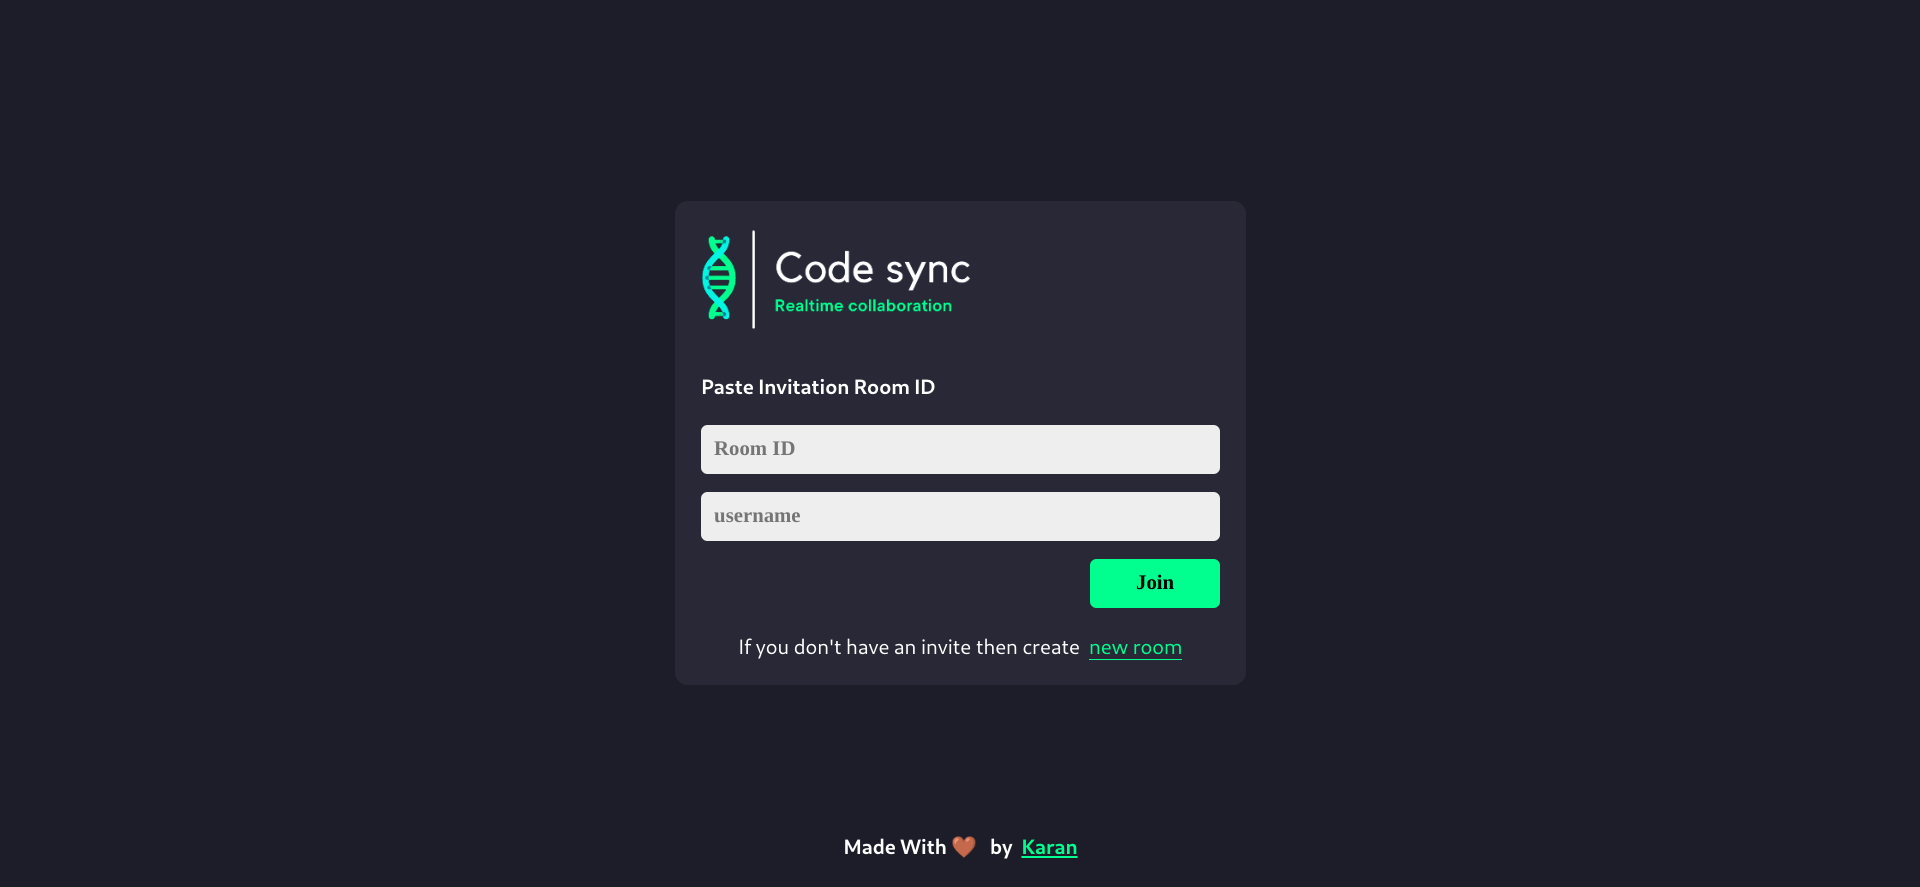 Code sync
Realtime collaboration
Paste Invitation Room ID
Room ID
username
Join
If you don't have an invite then create new room
Made With 🤎 by Karan